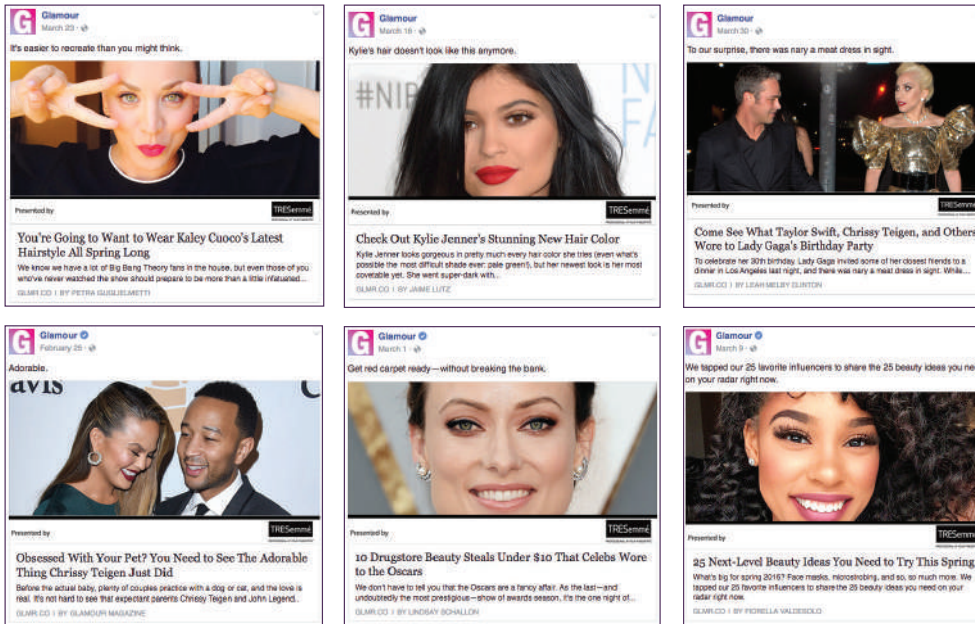 Glamour
March 23
It's easier to recreate than you might think.
Presented by
TRESemmé
You're Going to Want to Wear Kaley Cuoco's Latest
Hairstyle All Spring Long
We know we have a lot of Big Bang Theory fans in the house, but even those of you
who've never watched the show should prepare to be more than a little infatuated...
GLMR.CO | BY PETRA GUGLIELMETTI
Glamour
March 16
Kylie's hair doesn't look like this anymore.
#NIP
N
FA
Presented by
TRESemmé
Check Out Kylie Jenner's Stunning New Hair Color
Kylie Jenner looks gorgeous in pretty much every hair color she tries (even what's
possible the most difficult shade ever: pale green!), but her newest look is her most
covetable yet. She went super-dark with...
GLMR.CO | BY JAIME LUTZ
Glamour
March 30
To our surprise, there was nary a meat dress in sight.
Presented by
TRESemm
Come See What Taylor Swift, Chrissy Teigen, and Others
Wore to Lady Gaga's Birthday Party
To celebrate her 30th birthday, Lady Gaga invited some of her closest friends to a
dinner in Los Angeles last night, and there was nary a meat dress in sight. While...
GLMR.CO | BY LEAH MELBY CLINTON
Glamour
February 26
Adorable.
avis
Presented by
TRESemmé
Obsessed With Your Pet? You Need to See The Adorable
Thing Chrissy Teigen Just Did
Before the actual baby, plenty of couples practice with a dog or cat, and the love is
real. It's not hard to see that expectant parents Chrissy Teigen and John Legend..
GLMR.CO | BY GLAMOUR MAGAZINE
Glamour
March 1
Get red carpet ready—without breaking the bank.
Presented by
TRESemmé
10 Drugstore Beauty Steals Under $10 That Celebs Wore
to the Oscars
We don't have to tell you that the Oscars are a fancy affair. As the last—and
undoubtedly the most prestigious—show of awards season, it's the one night of...
GLMR.CO | BY LINDSAY SCHALLON
Glamour
March 9
We tapped our 25 favorite influencers to share the 25 beauty ideas you ne
on your radar right now.
Presented by
TRESemm
25 Next-Level Beauty Ideas You Need to Try This Spring
What's big for spring 2016? Face masks, microstrobing, and so, so much more. We
tapped our 25 favorite influencers to share the 25 beauty ideas you need on your
radar right now.
GLMR.CO | BY FIORELLA VALDESOLO